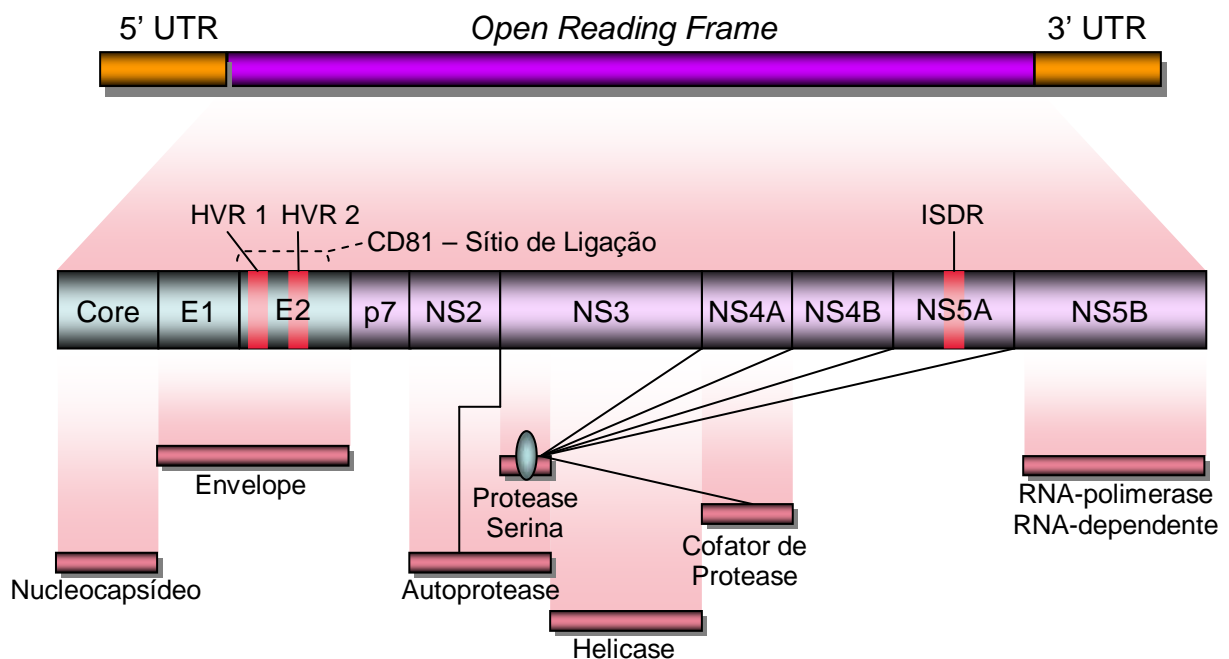 5' UTR
Open Reading Frame
3' UTR
HVR 1
HVR 2
ISDR
CD81 – Sítio de Ligação
Core
E1
E2
p7
NS2
NS3
NS4A
NS4B
NS5A
NS5B
Envelope
Protease
Serina
RNA-polimerase
RNA-dependente
Cofator de
Protease
Nucleocapsídeo
Autoprotease
Helicase